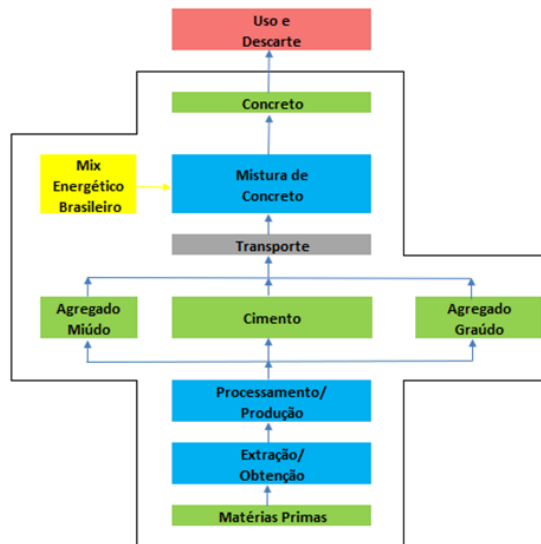 Uso e
Descarte
Concreto
Mix
Energético
Brasileiro
Mistura de
Concreto
Transporte
Agregado
Miúdo
Cimento
Agregado
Graúdo
Processamento/
Produção
Extração/
Obtenção
Matérias Primas